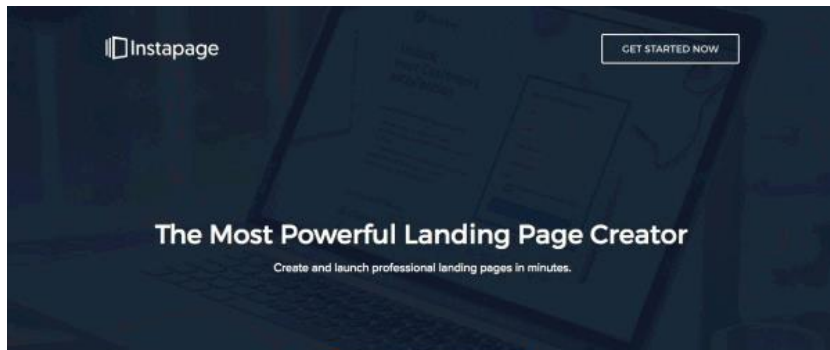 Instapage
GET STARTED NOW
The Most Powerful Landing Page Creator
Create and launch professional landing pages in minutes.